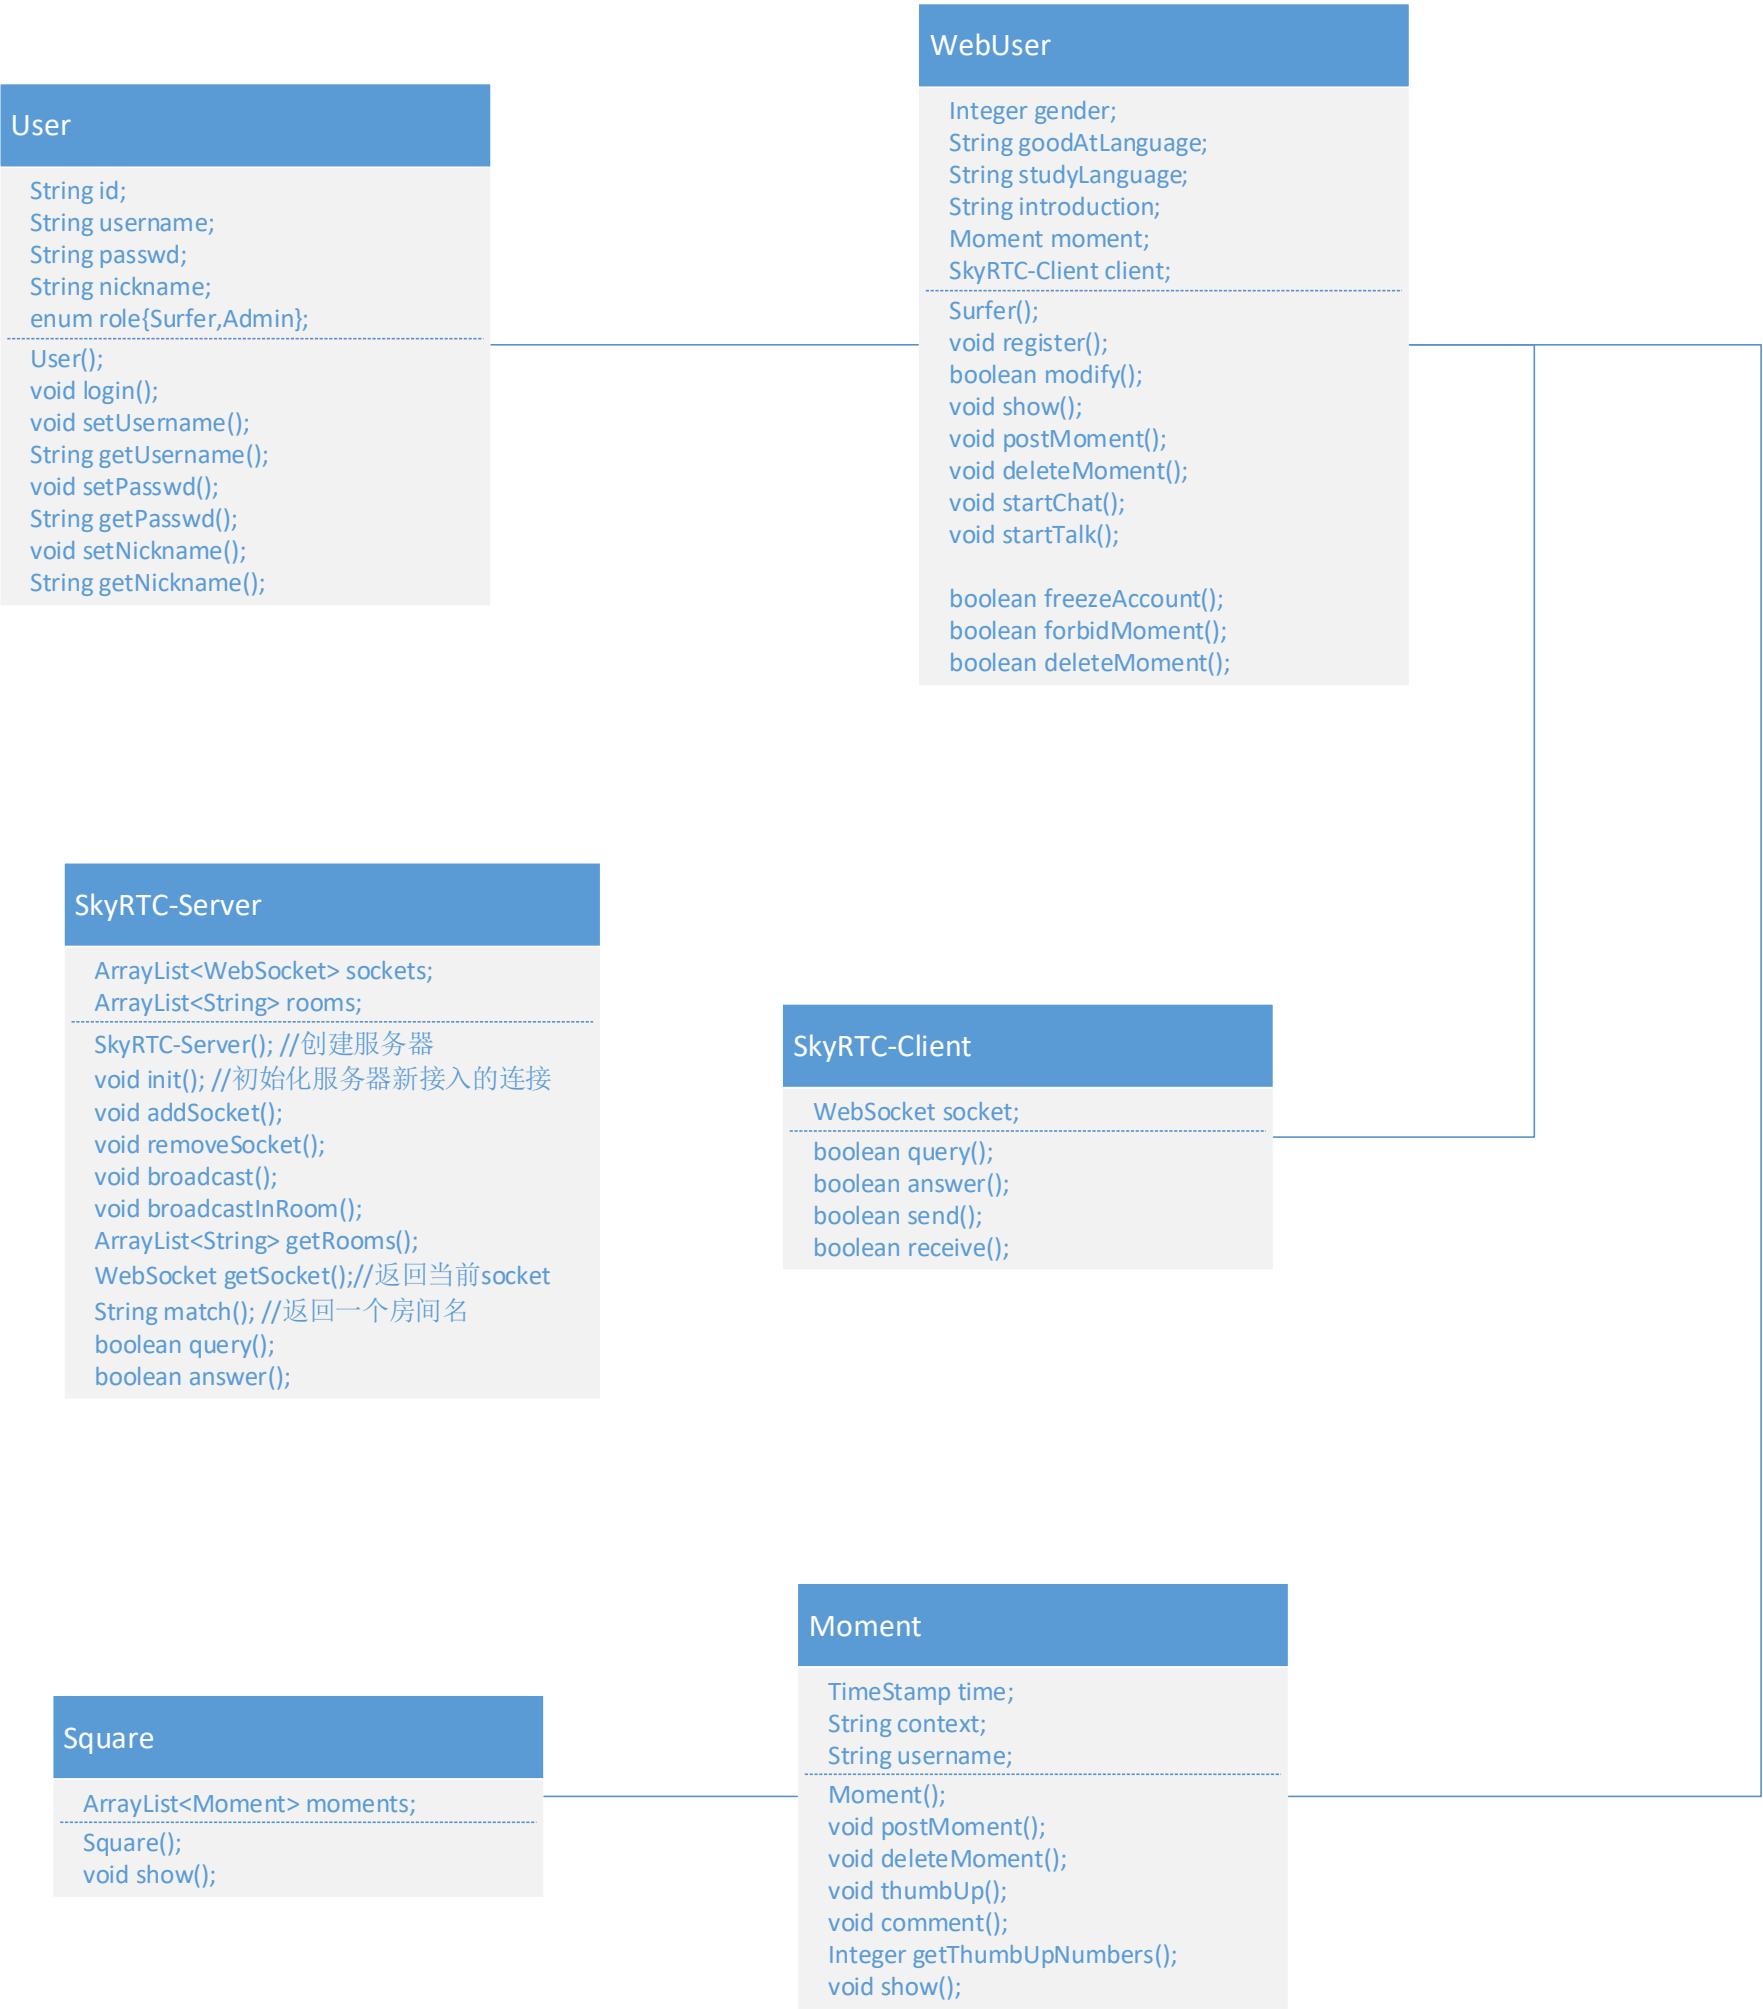 User
String id;
String username;
String passwd;
String nickname;
enum role{Surfer,Admin};
User();
void login();
void setUsername();
String getUsername();
void setPasswd();
String getPasswd();
void setNickname();
String getNickname();
WebUser
Integer gender;
String goodAtLanguage;
String studyLanguage;
String introduction;
Moment moment;
SkyRTC-Client client;
Surfer();
void register();
boolean modify();
void show();
void postMoment();
void deleteMoment();
void startChat();
void startTalk();
boolean freezeAccount();
boolean forbidMoment();
boolean deleteMoment();
SkyRTC-Server
ArrayList<WebSocket> sockets;
ArrayList<String> rooms;
SkyRTC-Server(); //创建服务器
void init(); //初始化服务器新接入的连接
void addSocket();
void removeSocket();
void broadcast();
void broadcastInRoom();
ArrayList<String> getRooms();
WebSocket getSocket();//返回当前socket
String match(); //返回一个房间名
boolean query();
boolean answer();
SkyRTC-Client
WebSocket socket;
boolean query();
boolean answer();
boolean send();
boolean receive();
Square
ArrayList<Moment> moments;
Square();
void show();
Moment
TimeStamp time;
String context;
String username;
Moment();
void postMoment();
void deleteMoment();
void thumbUp();
void comment();
Integer getThumbUpNumbers();
void show();